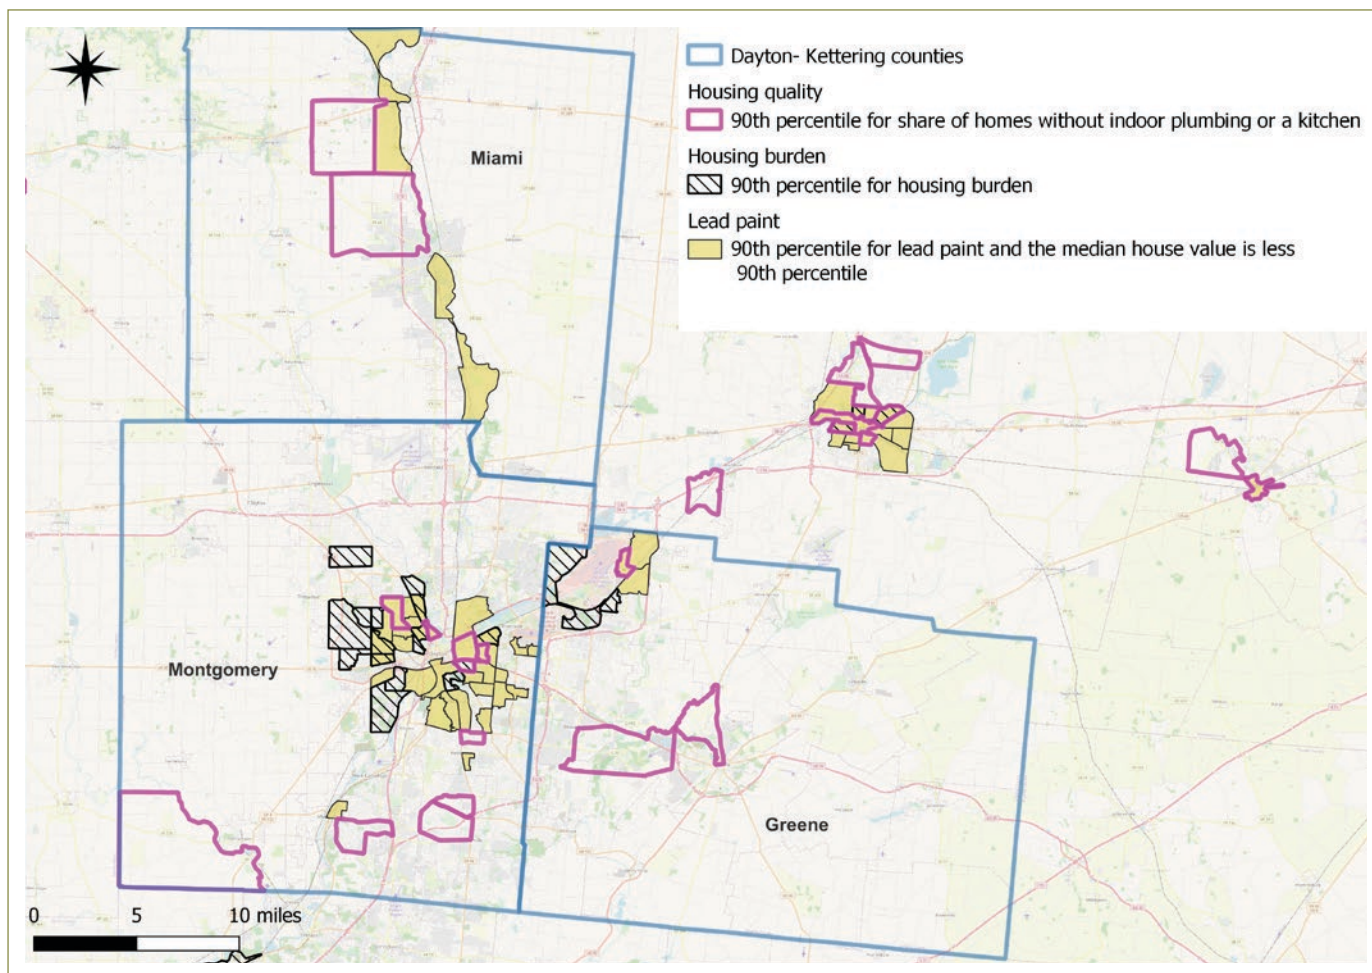 Dayton- Kettering counties
Housing quality
90th percentile for share of homes without indoor plumbing or a kitchen
Housing burden
90th percentile for housing burden
Lead paint
90th percentile for lead paint and the median house value is less
90th percentile
Miami
Montgomery
Greene
0 5 10 miles